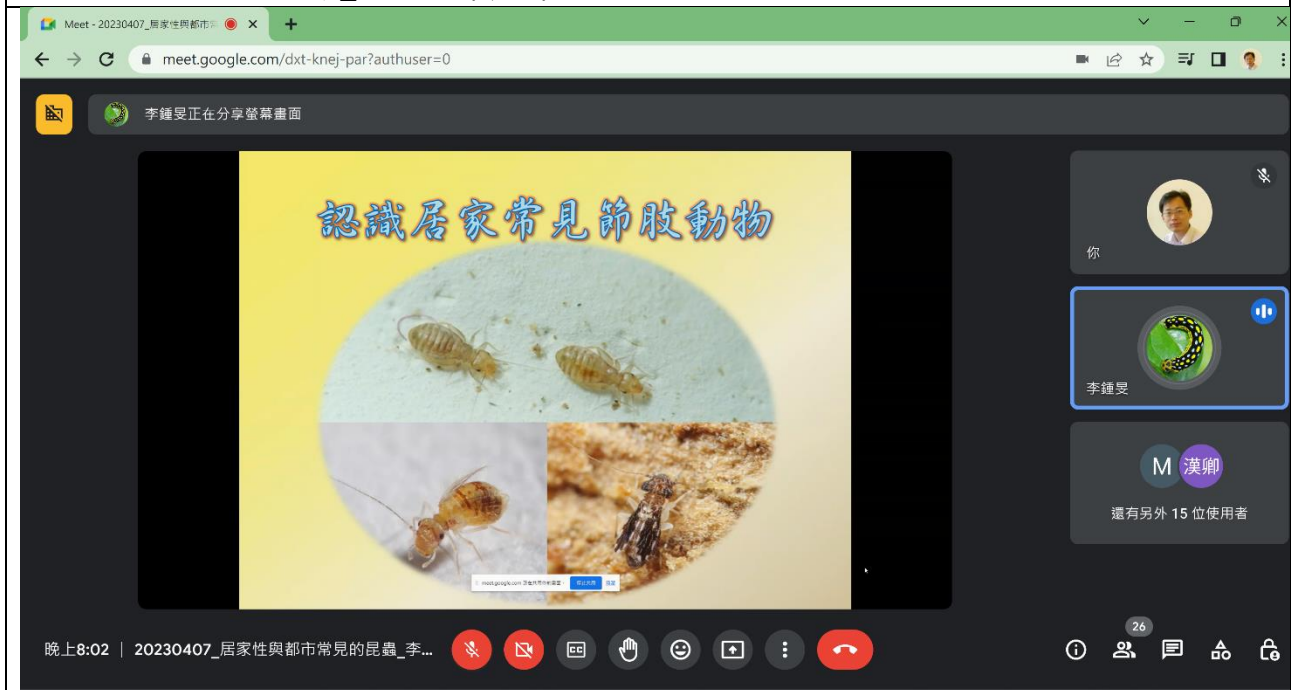 Meet - 20230407_居家性與都市
meet.google.com/dxt-knej-par?authuser=0
李鍾旻正在分享螢幕畫面
認識居家常見節肢動物
你
李鍾旻
M 漢卿
還有另外 15 位使用者
晚上8:02 | 20230407_居家性與都市常見的昆蟲_李...
CC
26